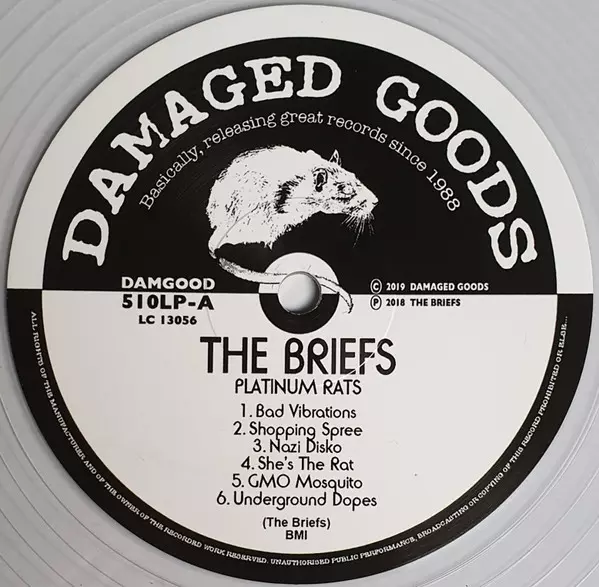 DAMAGED GOODS
Basically, releasing great records since 1988
DAMGOOD
510LP-A
LC 13056
© 2019 DAMAGED GOODS
℗ 2018 THE BRIEFS
THE BRIEFS
PLATINUM RATS
1. Bad Vibrations
2. Shopping Spree
3. Nazi Disko
4. She's The Rat
5. GMO Mosquito
6. Underground Dopes
(The Briefs)
BMI
ALL RIGHTS OF THE MANUFACTURER AND OF THE OWNER OF THE RECORDED WORK RESERVED. UNAUTHORISED PUBLIC PERFORMANCE, BROADCASTING OR COPYING OF THIS RECORD PROHIBITED OR ELSE...